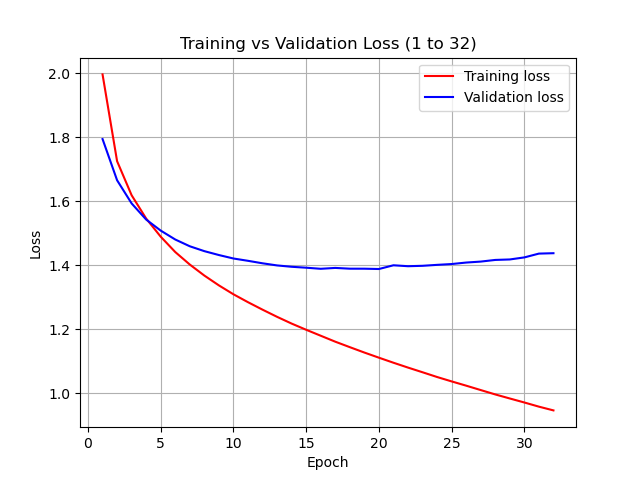 Training vs Validation Loss (1 to 32)
Training loss
Validation loss
Loss
2.0
1.8
1.6
1.4
1.2
1.0
0 5 10 15 20 25 30
Epoch